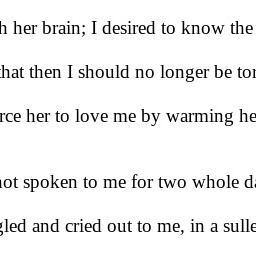 h her brain; I desired to know the
that then I should no longer be tor
rce her to love me by warming he
not spoken to me for two whole da
gled and cried out to me, in a sulle